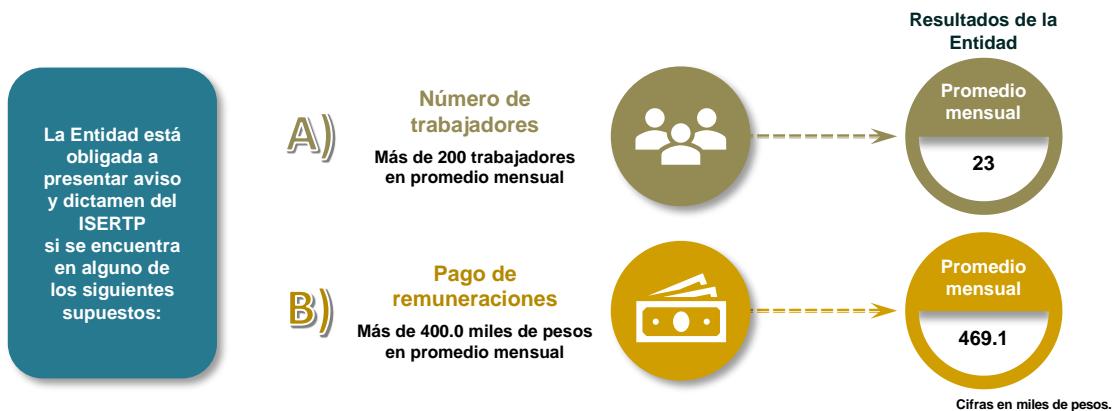 La Entidad está
obligada a
presentar aviso
y dictamen del
ISERTP
si se encuentra
en alguno de
los siguientes
supuestos:
A)
Número de
trabajadores
Más de 200 trabajadores
en promedio mensual
Resultados de la
Entidad
Promedio
mensual
23
B)
Pago de
remuneraciones
Más de 400.0 miles de pesos
en promedio mensual
Promedio
mensual
469.1
Cifras en miles de pesos.